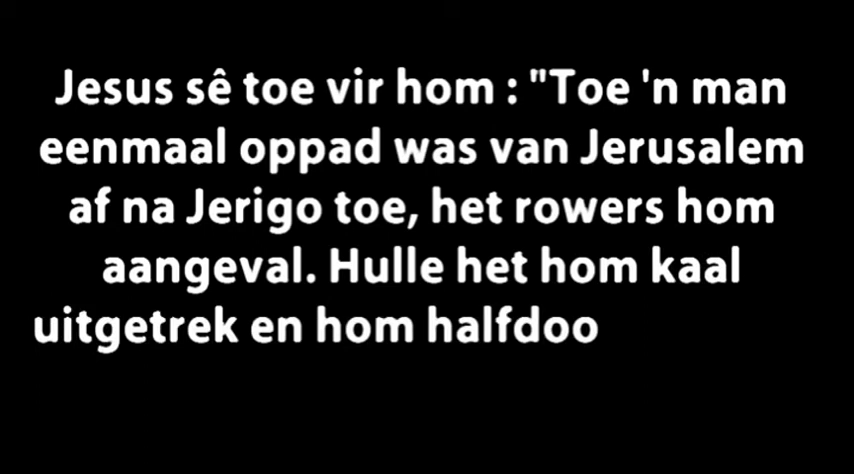 Jesus sê toe vir hom : "Toe 'n man
eenmaal oppad was van Jerusalem
af na Jerigo toe, het rowers hom
aangeval. Hulle het hom kaal
uitgetrek en hom halfdoo